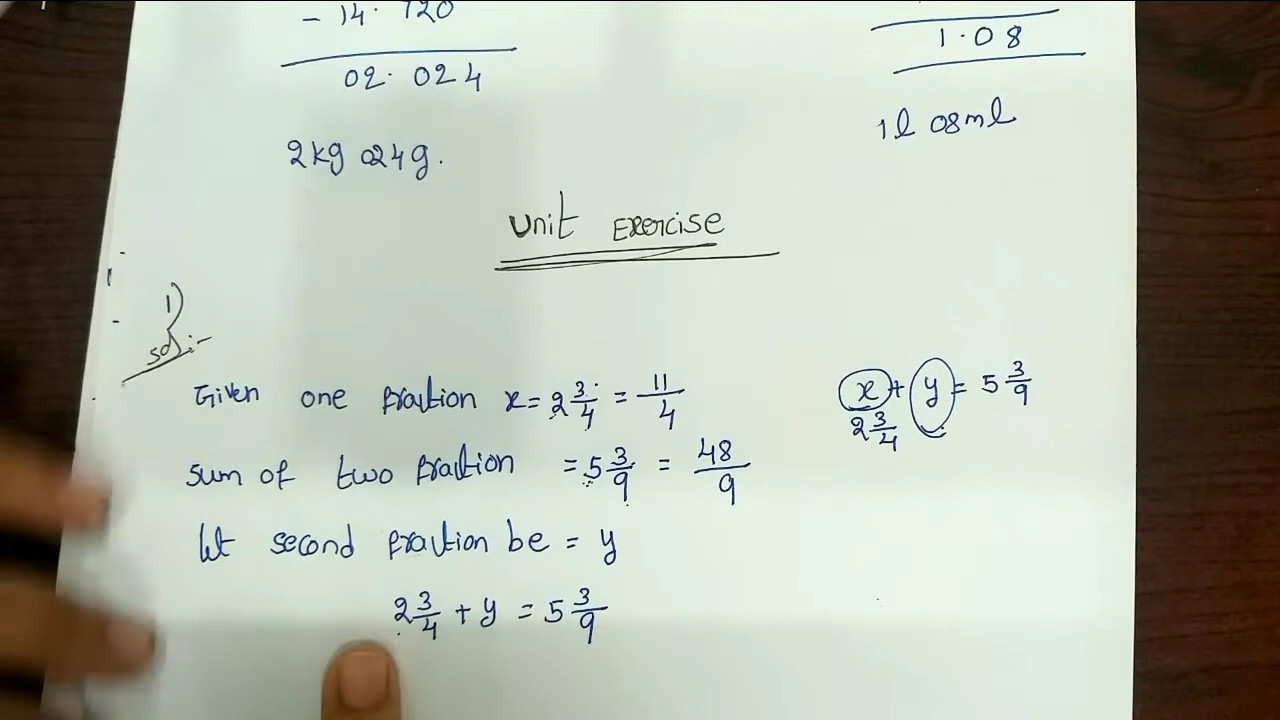 - 14. 720
02. 024
2kg 024g.
1.08
1l 08ml
Unit Exercise
1)
Sol:-
Given one fraction x = 2 3/4 = 11/4
x + y = 5 3/9
2 3/4
Sum of two fraction = 5 3/9 = 48/9
let second fraction be = y
2 3/4 + y = 5 3/9